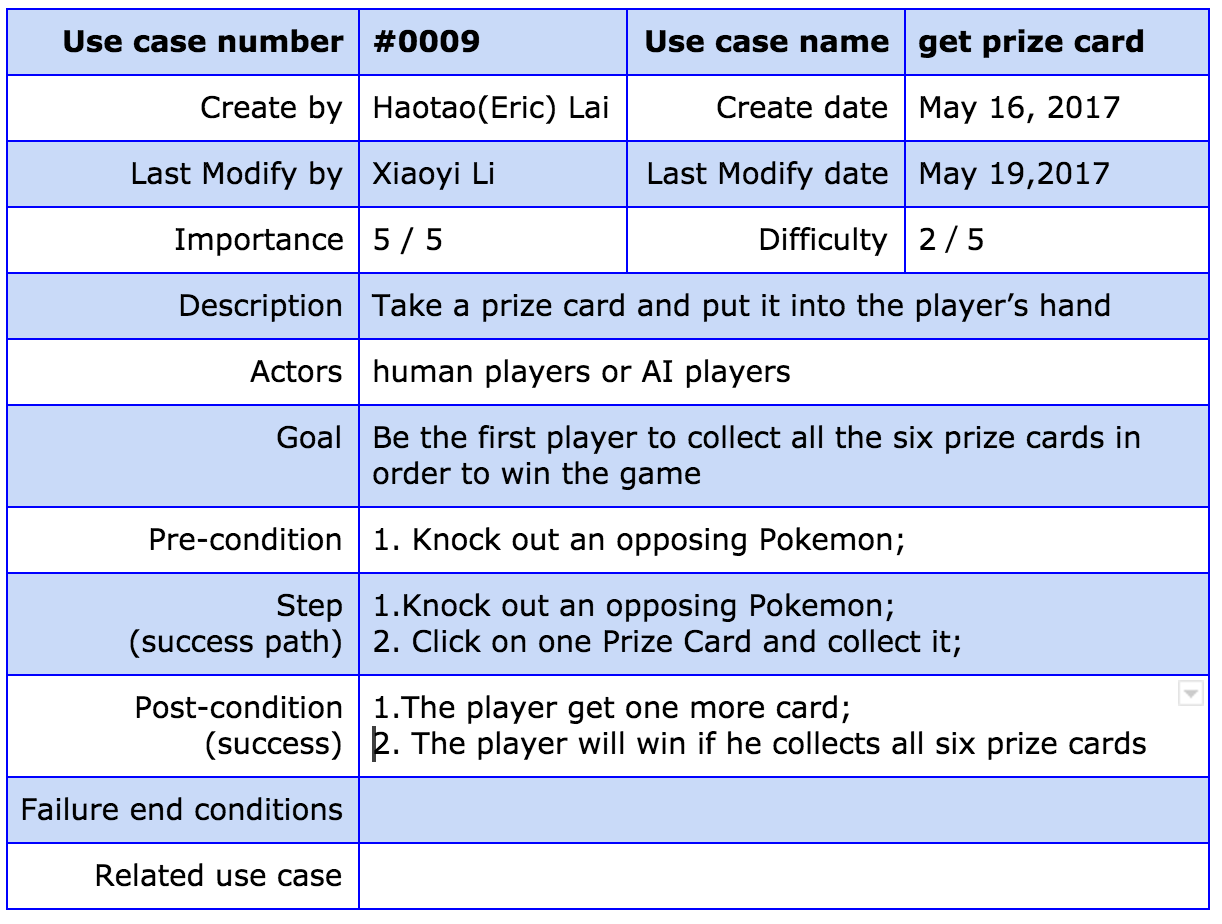 Use case number #0009 Use case name get prize card
Create by Haotao(Eric) Lai Create date May 16, 2017
Last Modify by Xiaoyi Li Last Modify date May 19,2017
Importance 5 / 5 Difficulty 2 / 5
Description Take a prize card and put it into the player’s hand
Actors human players or AI players
Goal Be the first player to collect all the six prize cards in
order to win the game
Pre-condition 1. Knock out an opposing Pokemon;
Step 1.Knock out an opposing Pokemon;
(success path) 2. Click on one Prize Card and collect it;
Post-condition 1.The player get one more card;
(success) 2. The player will win if he collects all six prize cards
Failure end conditions
Related use case